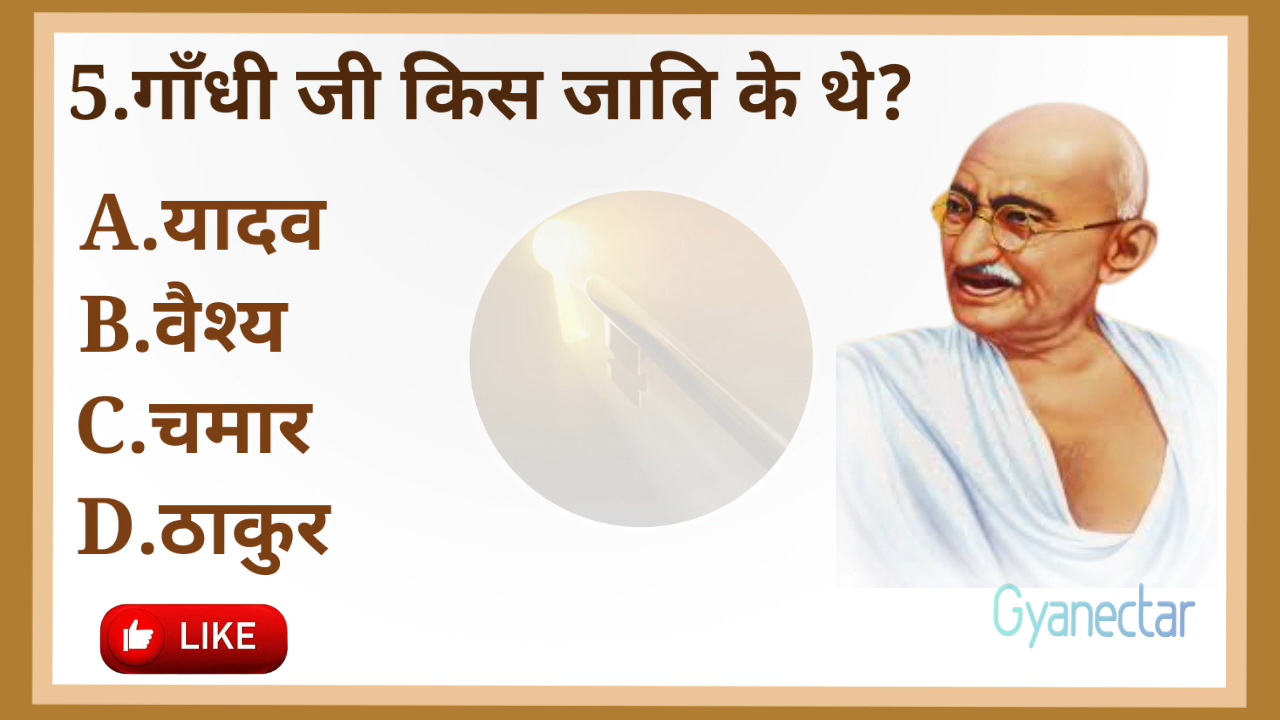 5.गाँधी जी किस जाति के थे?
A.यादव
B.वैश्य
C.चमार
D.ठाकुर
LIKE
Gyanectar